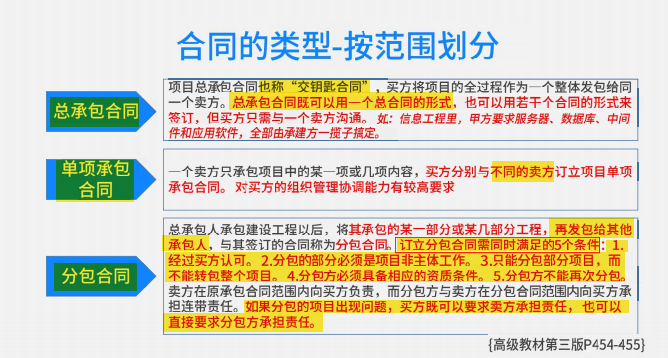 合同的类型-按范围划分
总承包合同
项目总承包合同也称“交钥匙合同”，买方将项目的全过程作为一个整体发包给同
一个卖方。总承包合同既可以用一个总合同的形式，也可以用若干个合同的形式来
签订，但买方只需与一个卖方沟通。 如：信息工程里，甲方要求服务器、数据库、中间
件和应用软件，全部由承建方一揽子搞定。
单项承包
合同
一个卖方只承包项目中的某一项或几项内容，买方分别与不同的卖方订立项目单项
承包合同。 对买方的组织管理协调能力有较高要求
分包合同
总承包人承包建设工程以后，将其承包的某一部分或某几部分工程，再发包给其他
承包人，与其签订的合同称为分包合同。订立分包合同需同时满足的5个条件：1.
经过买方认可。 2.分包的部分必须是项目非主体工作。 3.只能分包部分项目，而
不能转包整个项目。 4.分包方必须具备相应的资质条件。 5.分包方不能再次分包。
卖方在原承包合同范围内向买方负责，而分包方与卖方在分包合同范围内向买方承
担连带责任。如果分包的项目出现问题，买方既可以要求卖方承担责任， 也可以
直接要求分包方承担责任。
{高级教材第三版P454-455}